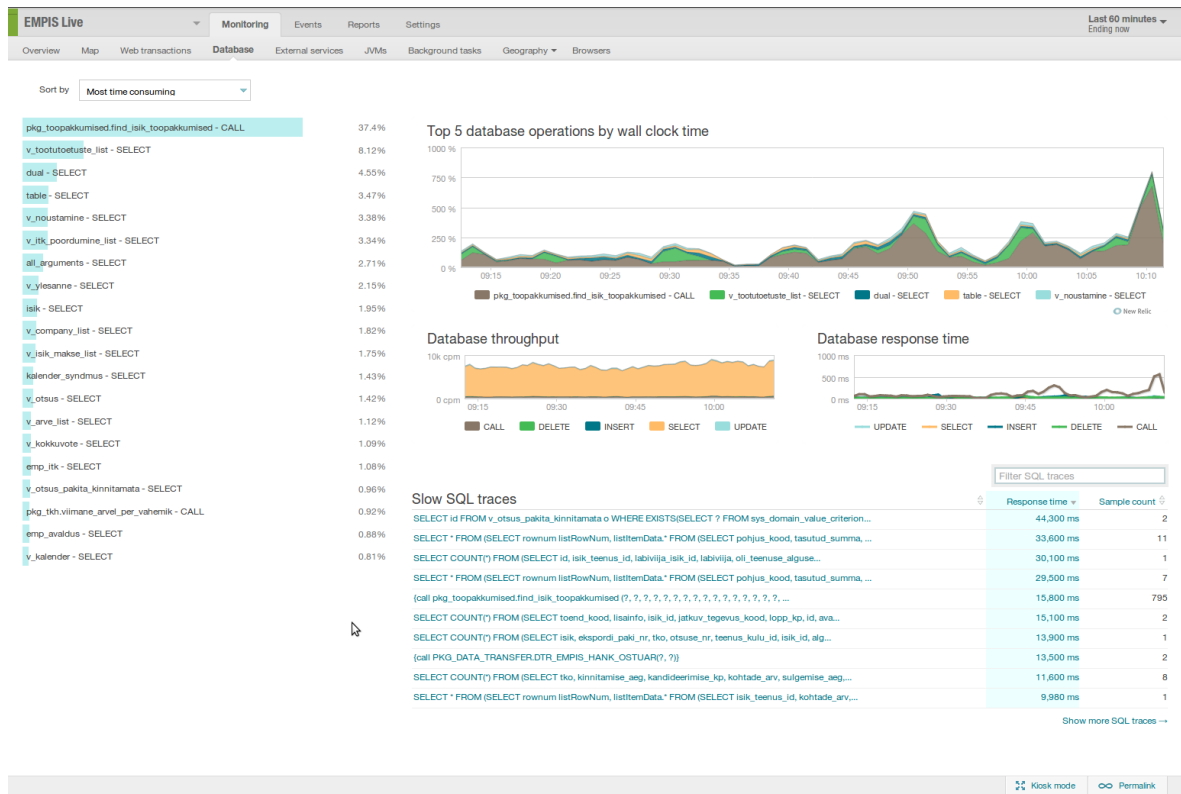 EMPIS Live
Monitoring Events Reports Settings
Last 60 minutes
Ending now
Overview Map Web transactions Database External services JVMs Background tasks Geography Browsers
Sort by Most time consuming
pkg_toopakkumised.find_isik_toopakkumised - CALL 37.4%
v_tootutoetuste_list - SELECT 8.12%
dual - SELECT 4.55%
table - SELECT 3.47%
v_noustamine - SELECT 3.38%
v_itk_poordumine_list - SELECT 3.34%
all_arguments - SELECT 2.71%
v_ylesanne - SELECT 2.15%
isik - SELECT 1.95%
v_company_list - SELECT 1.82%
v_isik_makse_list - SELECT 1.75%
kalender_syndmus - SELECT 1.43%
v_otsus - SELECT 1.42%
v_arve_list - SELECT 1.12%
v_kokkuvote - SELECT 1.09%
emp_itk - SELECT 1.08%
v_otsus_pakita_kinnitamata - SELECT 0.96%
pkg_tkh.viimane_arvel_per_vahemik - CALL 0.92%
emp_avaldus - SELECT 0.88%
v_kalender - SELECT 0.81%
Top 5 database operations by wall clock time
1000 %
750 %
500 %
250 %
0 %
09:15 09:20 09:25 09:30 09:35 09:40 09:45 09:50 09:55 10:00 10:05 10:10
pkg_toopakkumised.find_isik_toopakkumised - CALL v_tootutoetuste_list - SELECT dual - SELECT table - SELECT v_noustamine - SELECT
New Relic
Database throughput
10k cpm
0 cpm
09:15 09:30 09:45 10:00
CALL DELETE INSERT SELECT UPDATE
Database response time
1000 ms
500 ms
0 ms
09:15 09:30 09:45 10:00
UPDATE SELECT INSERT DELETE CALL
Filter SQL traces
Slow SQL traces Response time Sample count
SELECT id FROM v_otsus_pakita_kinnitamata o WHERE EXISTS(SELECT ? FROM sys_domain_value_criterion... 44,300 ms 2
SELECT * FROM (SELECT rownum listRowNum, listItemData.* FROM (SELECT pohjus_kood, tasutud_summa, ... 33,600 ms 11
SELECT COUNT(*) FROM (SELECT id, isik_teenus_id, labiviija_isik_id, labiviija, oli_teenuse_alguse... 30,100 ms 1
SELECT * FROM (SELECT rownum listRowNum, listItemData.* FROM (SELECT pohjus_kood, tasutud_summa, ... 29,500 ms 7
{call pkg_toopakkumised.find_isik_toopakkumised (?, ?, ?, ?, ?, ?, ?, ?, ?, ?, ?, ?, ?, ?, ?, ?, ... 15,800 ms 795
SELECT COUNT(*) FROM (SELECT toend_kood, lisainfo, isik_id, jatkuv_tegevus_kood, lopp_kp, id, ava... 15,100 ms 2
SELECT COUNT(*) FROM (SELECT isik, ekspordi_paki_nr, tko, otsuse_nr, teenus_kulu_id, isik_id, alg... 13,900 ms 1
{call PKG_DATA_TRANSFER.DTR_EMPIS_HANK_OSTUAR(?, ?)} 13,500 ms 2
SELECT COUNT(*) FROM (SELECT tko, kinnitamise_aeg, kandideerimise_kp, kohtade_arv, sulgemise_aeg,... 11,600 ms 8
SELECT * FROM (SELECT rownum listRowNum, listItemData.* FROM (SELECT isik_teenus_id, kohtade_arv,... 9,980 ms 1
Show more SQL traces →
Kiosk mode Permalink